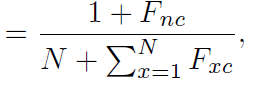 = \frac{1 + F_{nc}}{N + \sum_{x=1}^{N} F_{xc}},